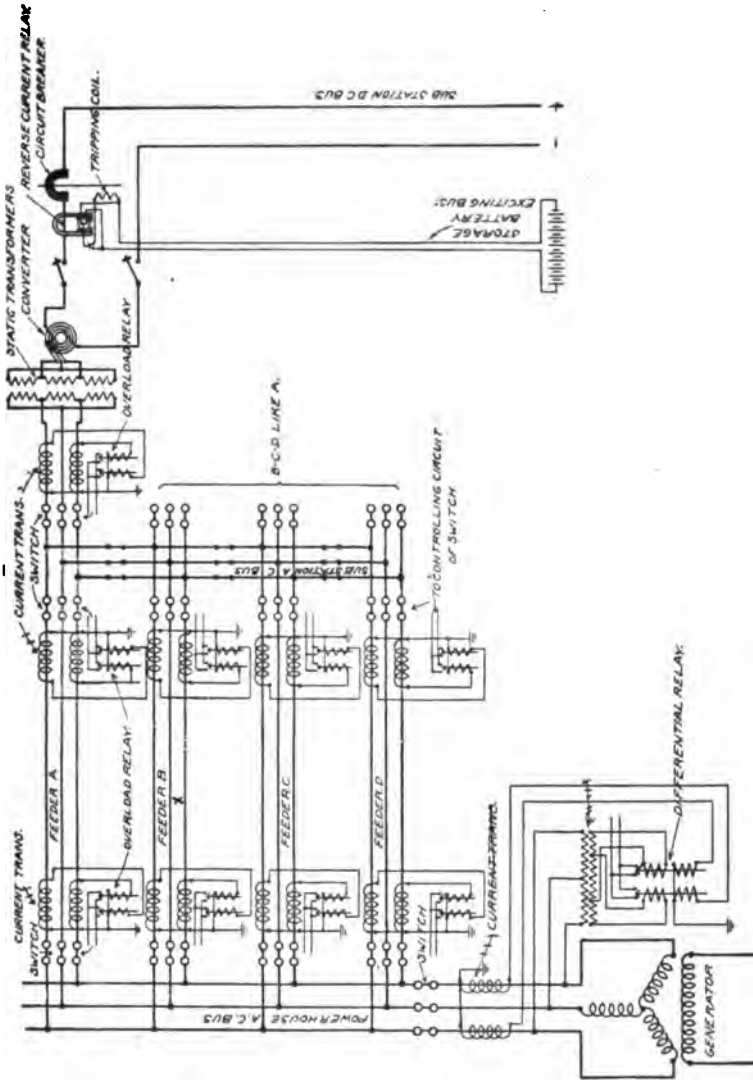 REVERSE CURRENT RELAY
CIRCUIT BREAKER.
STATIC TRANSFORMERS
CONVERTER
TRIPPING COIL.
SUB STATION DC BUS
+
-
STORAGE
BATTERY
EXCITING BUS.
OVERLOAD RELAY
CURRENT TRANS.
SWITCH
B-C-D LIKE A.
SUB STATION A.C. BUS
TO CONTROLLING CIRCUIT
OF SWITCH
FEEDER A
OVERLOAD RELAY.
FEEDER B
X
FEEDER C
FEEDER D
CURRENT TRANS.
SWITCH
SWITCH
CURRENT TRANS.
DIFFERENTIAL RELAY.
POWER HOUSE A.C. BUS
GENERATOR